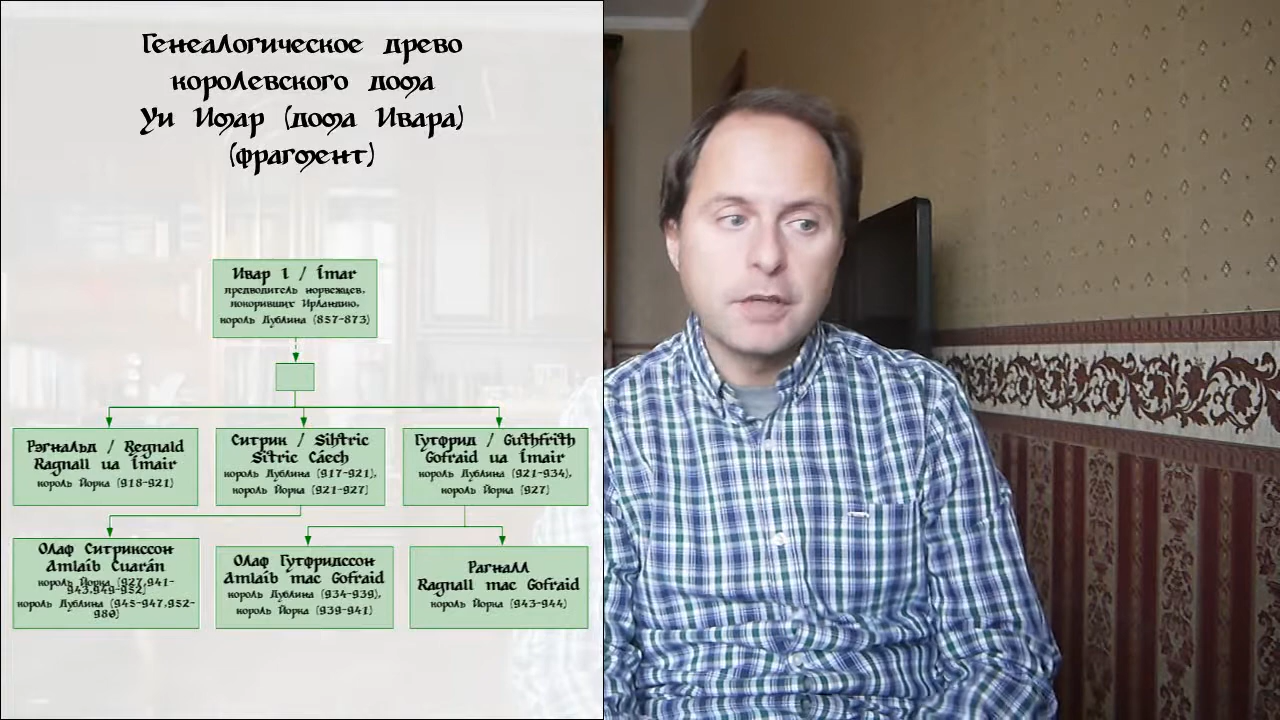 Генеалогическое древо
королевского дома
Уи Имар (дома Ивара)
(фрагмент)
Ивар I / Ímar
предводитель норвежцев,
покоривших Ирландию,
король Дублина (857-873)
Рэгнальд / Regnald
Ragnall ua Ímair
король Йорка (918-921)
Ситрик / Sihtric
Sitric Cáech
король Дублина (917-921),
король Йорка (921-927)
Гутфрид / Guthfrith
Gofraid ua Ímair
король Дублина (921-934),
король Йорка (927)
Олаф Ситрикссон
Amlaíb Cuarán
король Йорка (927,941-
943,949-952)
король Дублина (945-947,952-
980)
Олаф Гутфридссон
Amlaíb mac Gofraid
король Дублина (934-939),
король Йорка (939-941)
Рагналл
Ragnall mac Gofraid
король Йорка (943-944)